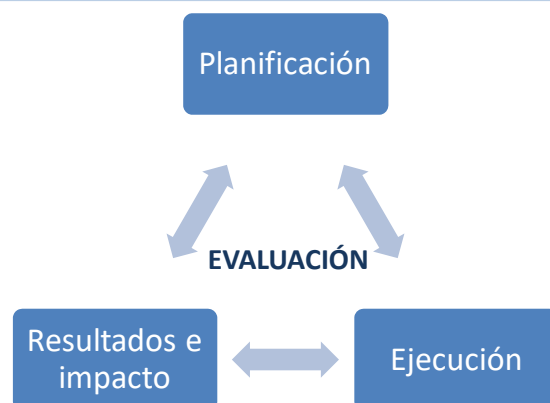 Planificación
EVALUACIÓN
Resultados e
impacto
Ejecución